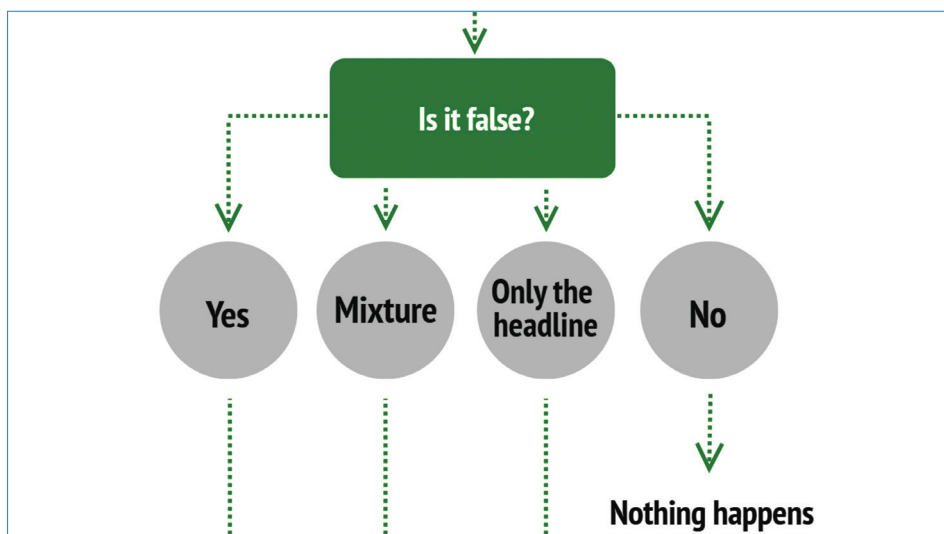 Is it false?
Yes
Mixture
Only the
headline
No
Nothing happens